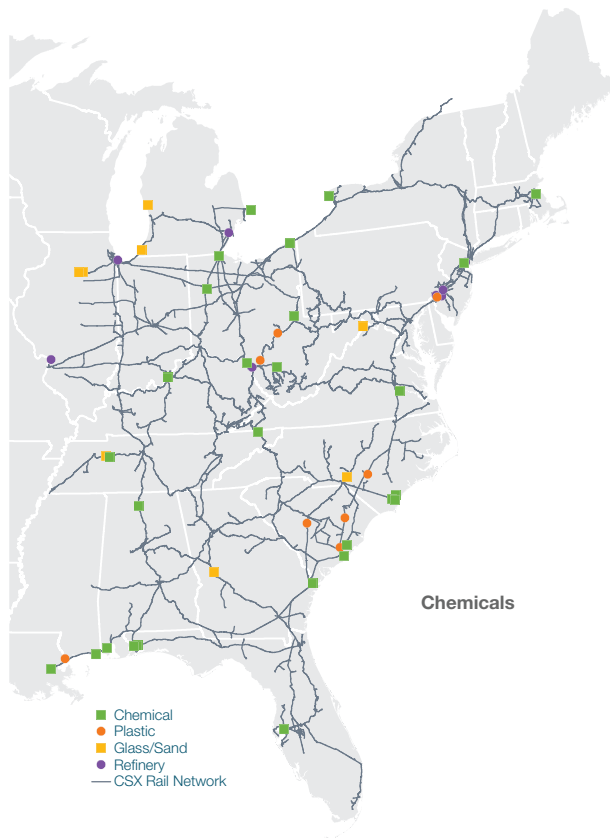 Chemicals
Chemical
Plastic
Glass/Sand
Refinery
CSX Rail Network